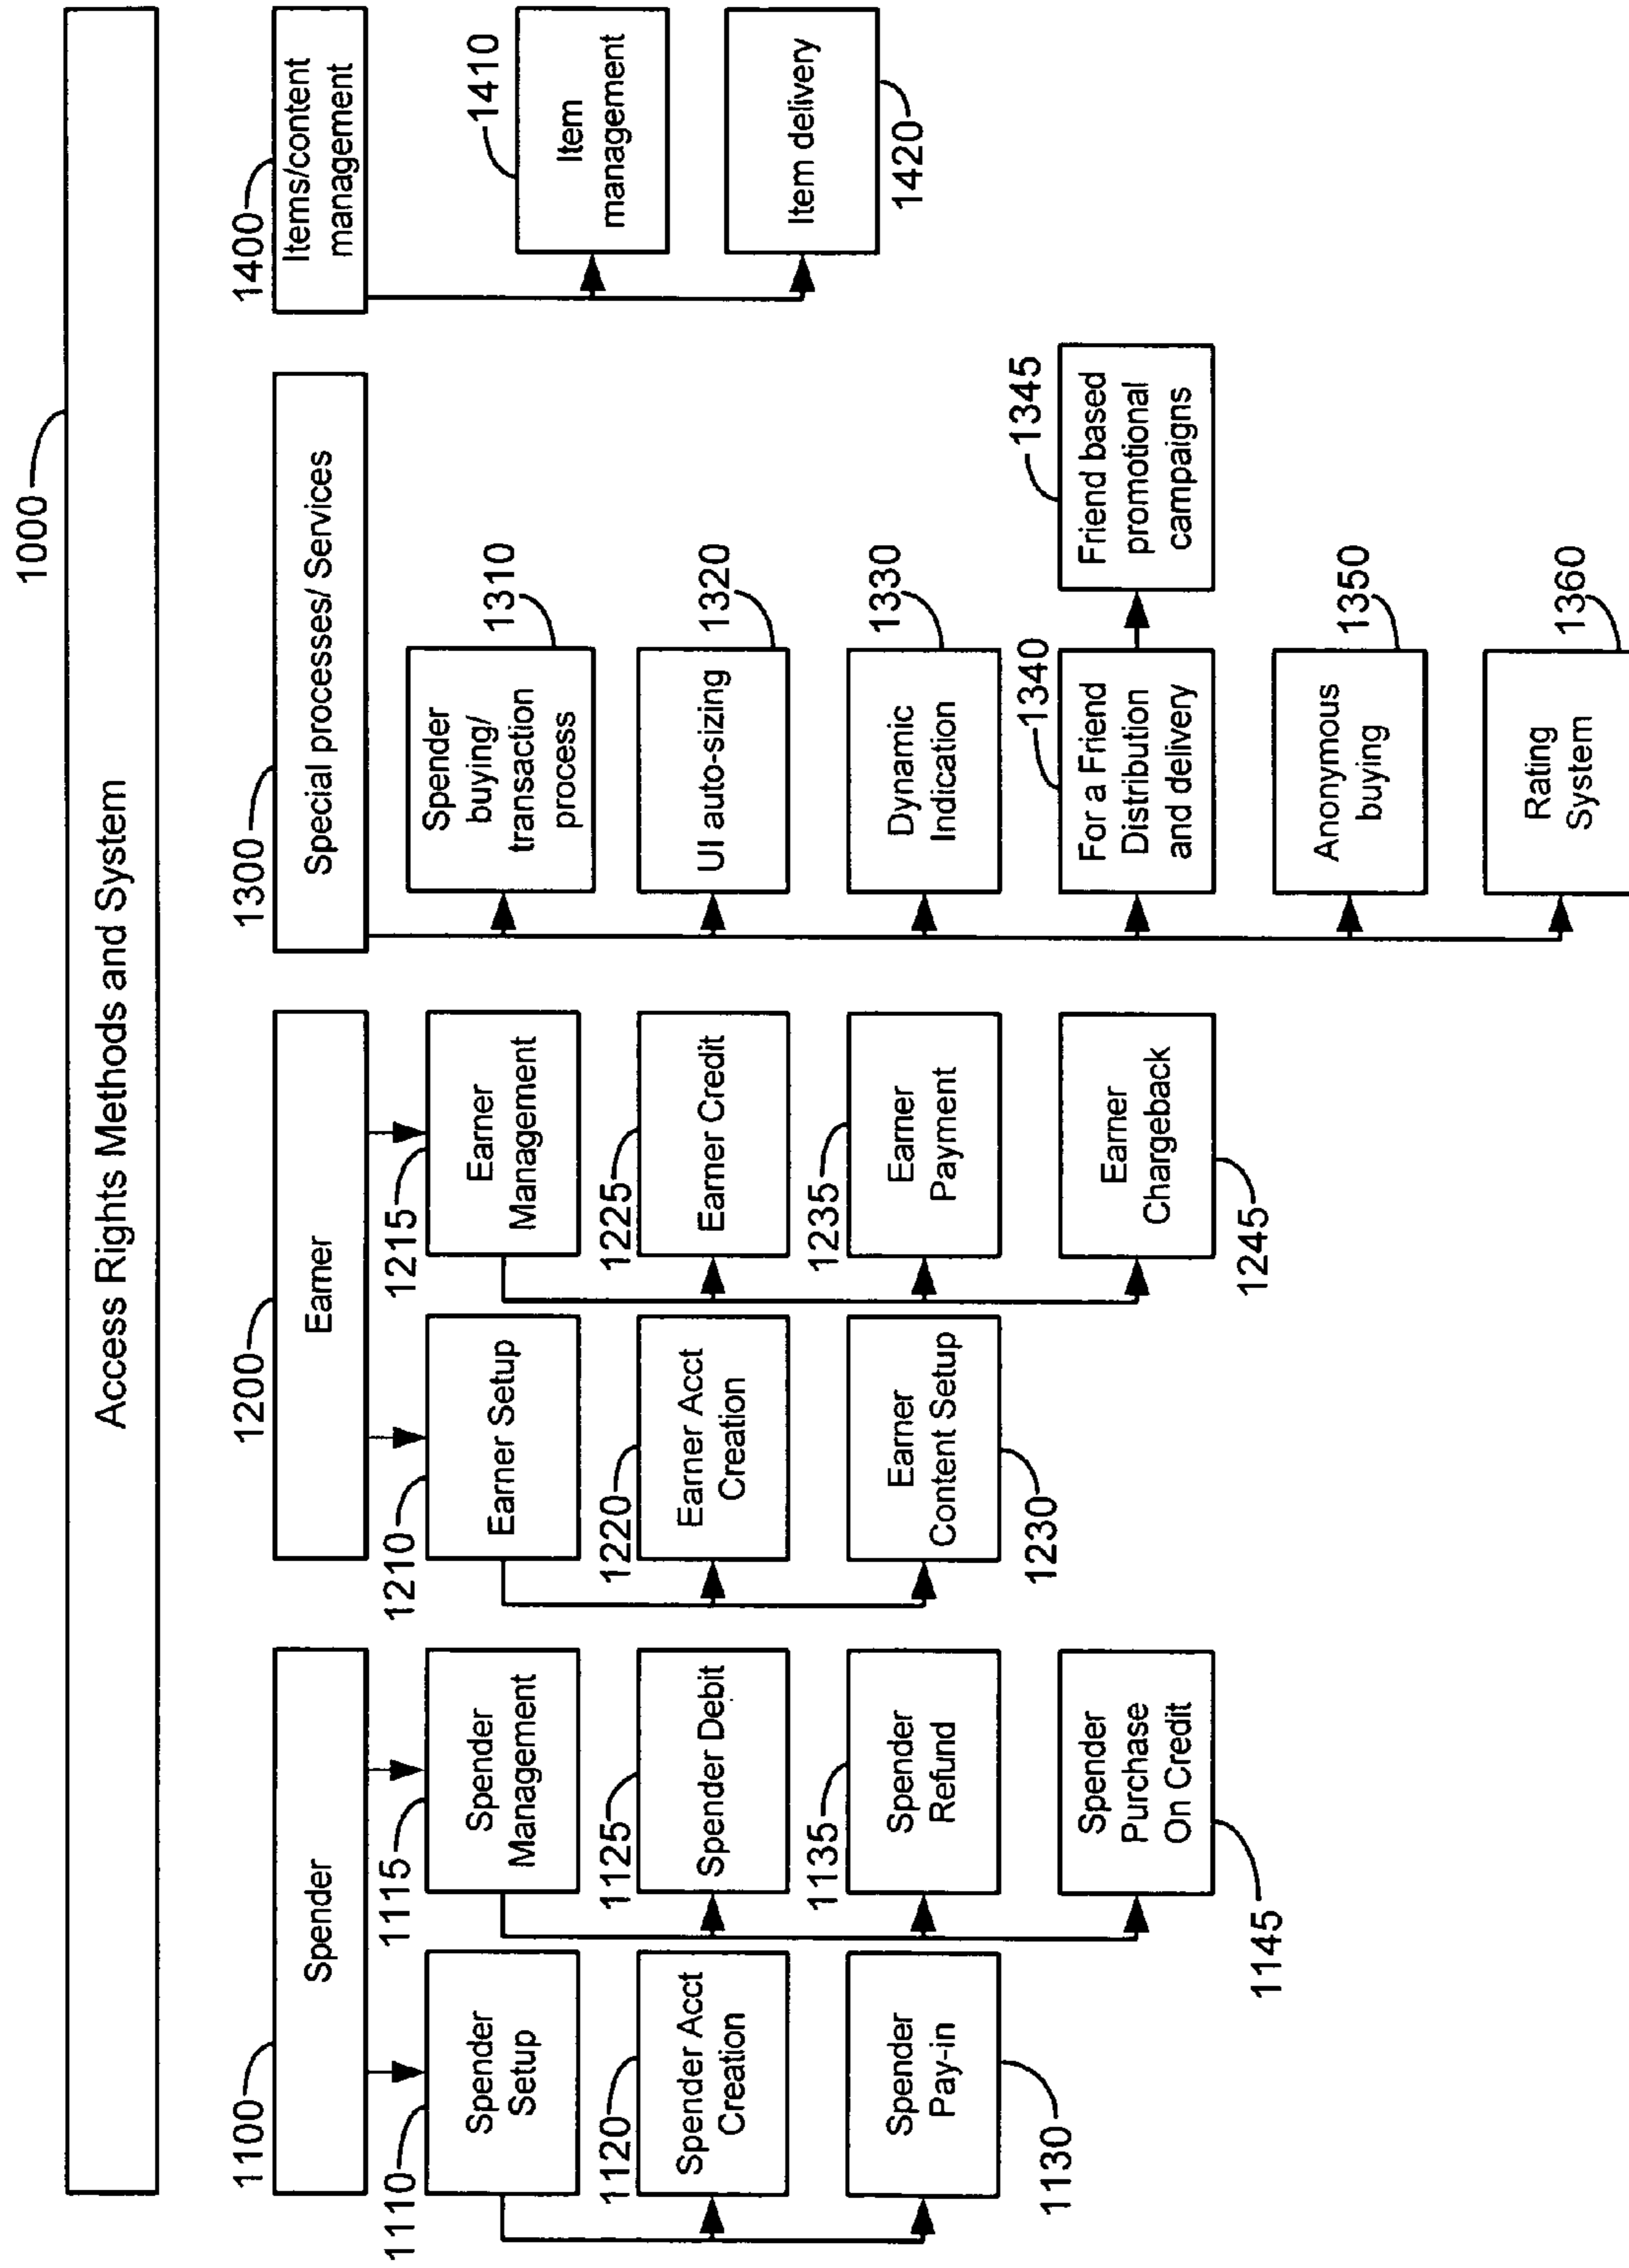 1000
Access Rights Methods and System
1100
Spender
1110
Spender
Setup
1120
Spender Acct
Creation
Spender
Pay-in
1130
1115
Spender
Management
1125
Spender Debit
1135
Spender
Refund
Spender
Purchase
On Credit
1145
1200
Earner
1210
Earner Setup
1220
Earner Acct
Creation
Earner
Content Setup
1230
1215
Earner
Management
1225
Earner Credit
1235
Earner
Payment
Earner
Chargeback
1245
1300
Special processes/ Services
Spender
buying/
transaction
process
1310
UI auto-sizing
1320
Dynamic
Indication
1330
1340
For a Friend
Distribution
and delivery
1345
Friend based
promotional
campaigns
Anonymous
buying
1350
Rating
System
1360
1400
Items/content
management
1410
Item
management
Item delivery
1420